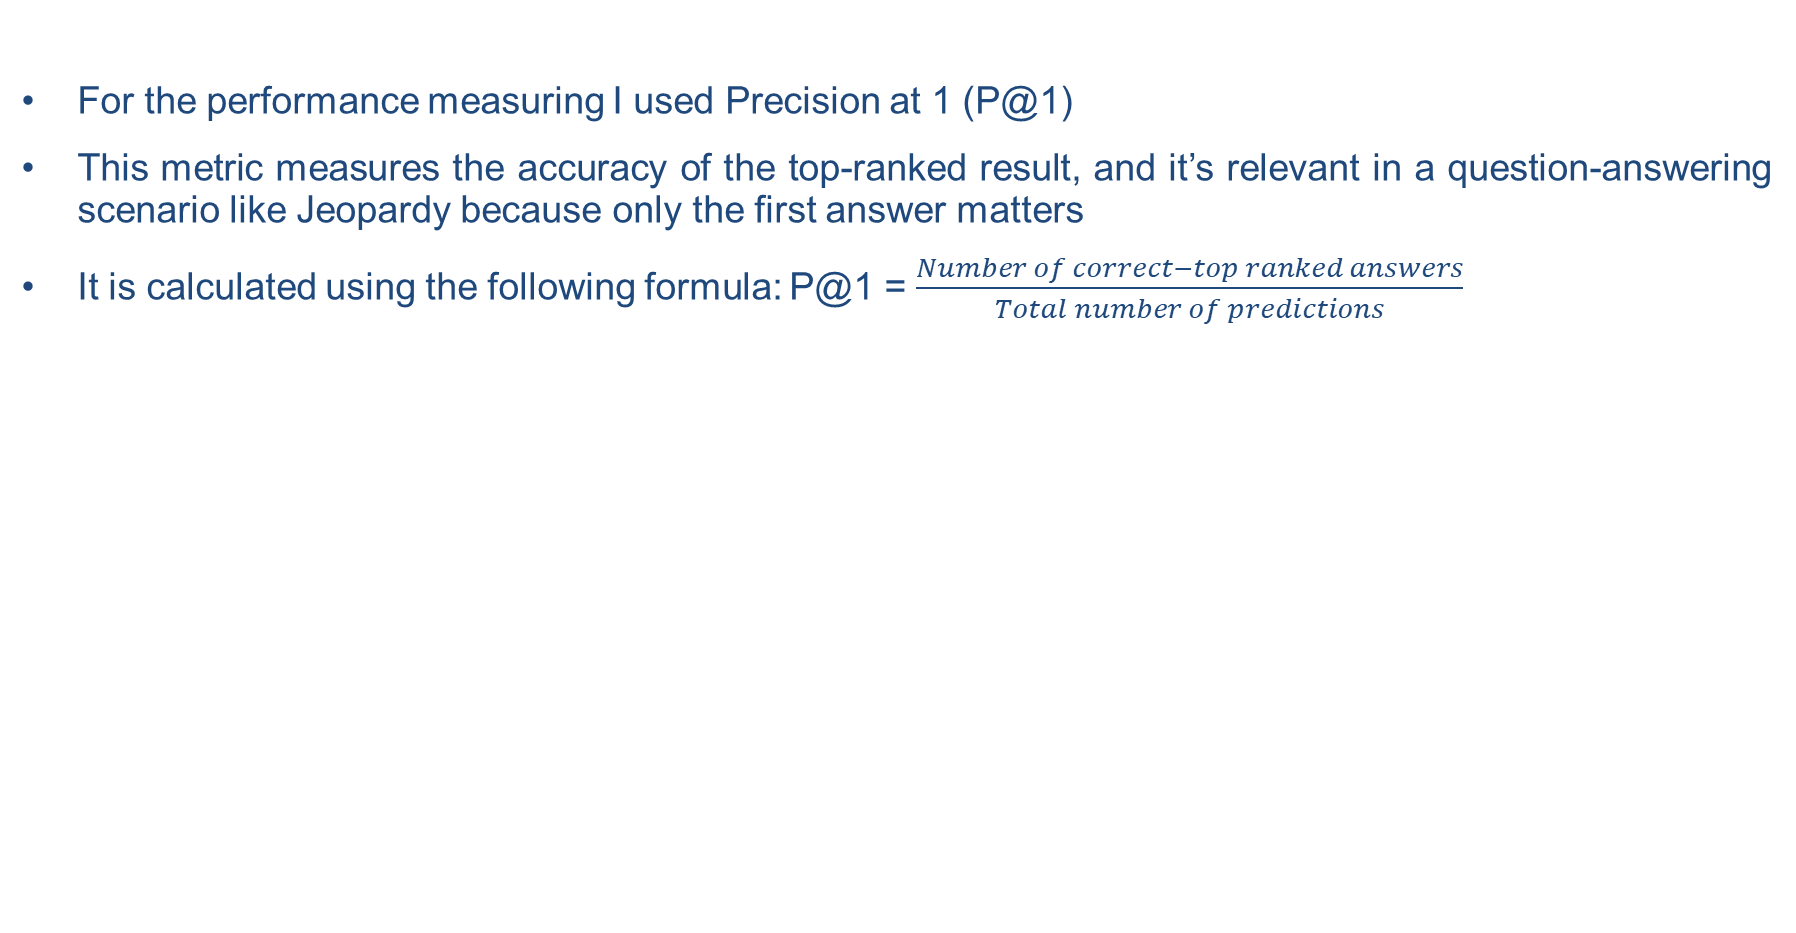 • For the performance measuring I used Precision at 1 (P@1)
• This metric measures the accuracy of the top-ranked result, and it’s relevant in a question-answering
scenario like Jeopardy because only the first answer matters
• It is calculated using the following formula: P@1 = Number of correct−top ranked answers
Total number of predictions